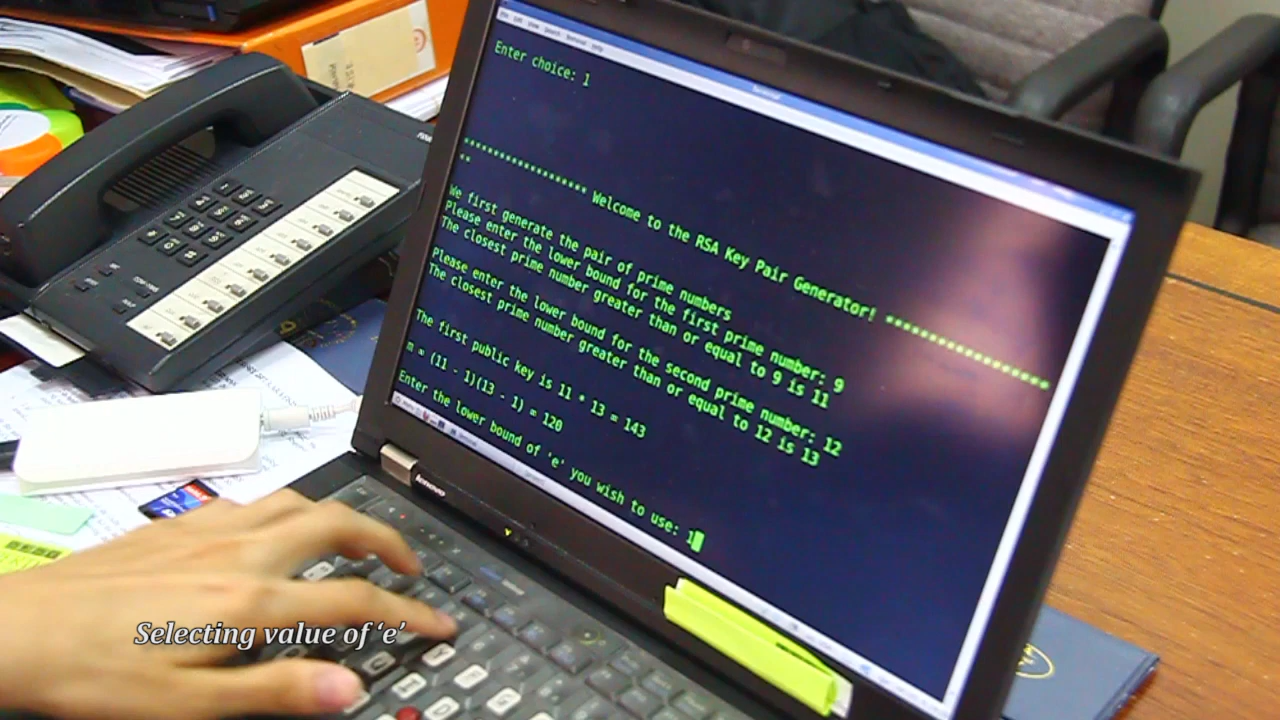 Enter choice: 1
******************* Welcome to the RSA Key Pair Generator! *********************
**
We first generate the pair of prime numbers
Please enter the lower bound for the first prime number: 9
The closest prime number greater than or equal to 9 is 11
Please enter the lower bound for the second prime number: 12
The closest prime number greater than or equal to 12 is 13
The first public key is 11 * 13 = 143
m = (11 - 1)(13 - 1) = 120
Enter the lower bound of 'e' you wish to use: 1
lenovo
Selecting value of ‘e’